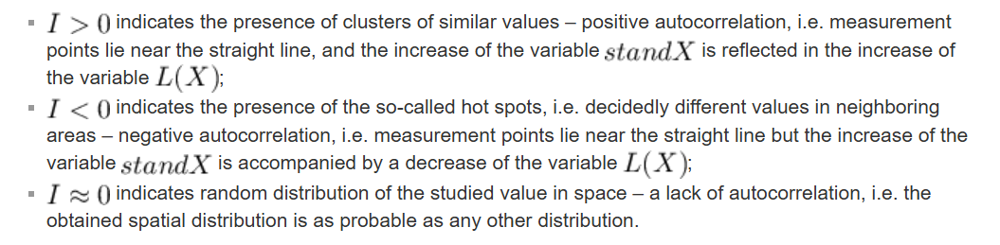 ▪ I > 0 indicates the presence of clusters of similar values – positive autocorrelation, i.e. measurement
points lie near the straight line, and the increase of the variable standX is reflected in the increase of
the variable L(X);
▪ I < 0 indicates the presence of the so-called hot spots, i.e. decidedly different values in neighboring
areas – negative autocorrelation, i.e. measurement points lie near the straight line but the increase of the
variable standX is accompanied by a decrease of the variable L(X);
▪ I ≈ 0 indicates random distribution of the studied value in space – a lack of autocorrelation, i.e. the
obtained spatial distribution is as probable as any other distribution.